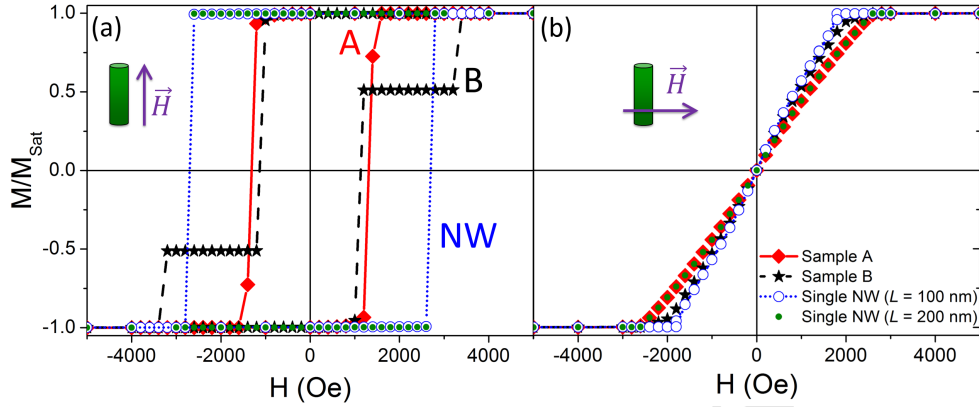 (a)
(b)
A
B
NW
H
H
M/M_Sat
1.0
0.5
0.0
-0.5
-1.0
-4000 -2000 0 2000 4000
-4000 -2000 0 2000 4000
H (Oe)
H (Oe)
Sample A
Sample B
Single NW (L = 100 nm)
Single NW (L = 200 nm)